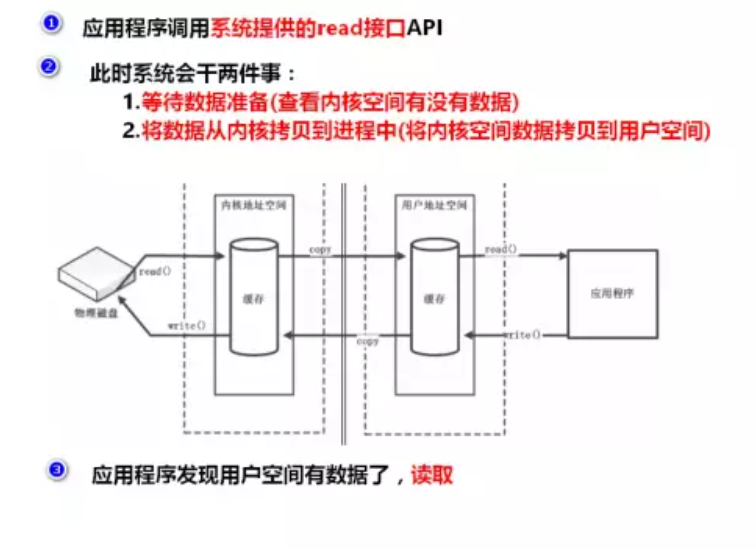 1 应用程序调用系统提供的read接口API
2 此时系统会干两件事：
1.等待数据准备(查看内核空间有没有数据)
2.将数据从内核拷贝到进程中(将内核空间数据拷贝到用户空间)
内核地址空间
用户地址空间
copy
read()
read()
缓存
缓存
应用程序
物理磁盘
write()
copy
write()
3 应用程序发现用户空间有数据了，读取